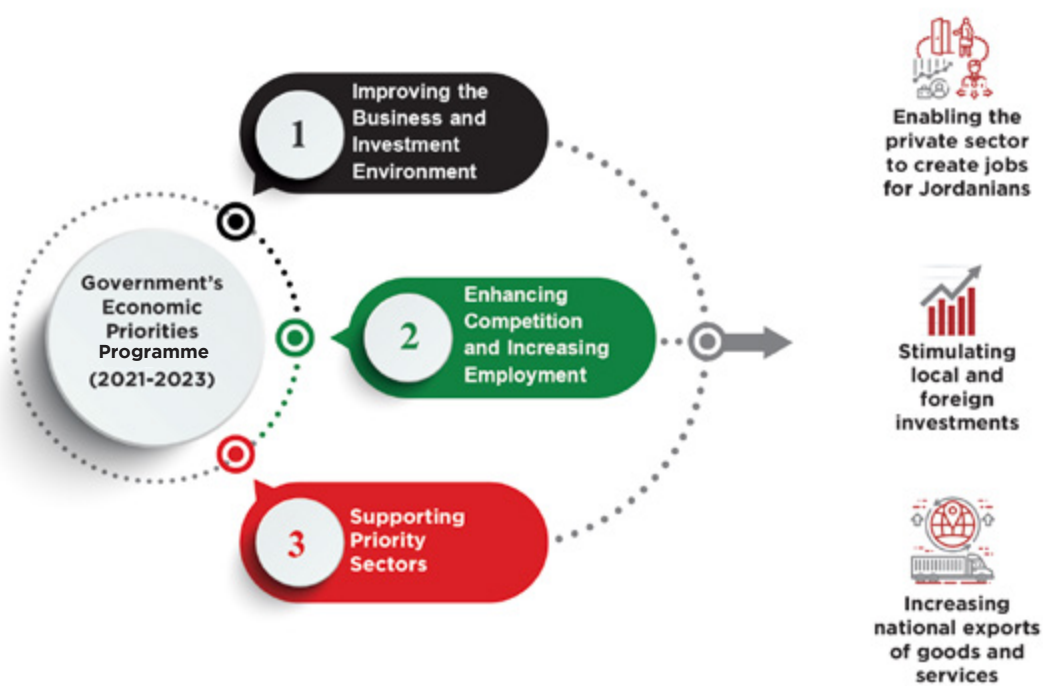 Government's
Economic
Priorities
Programme
(2021-2023)
1
Improving the
Business and
Investment
Environment
2
Enhancing
Competition
and Increasing
Employment
3
Supporting
Priority
Sectors
Enabling the
private sector
to create jobs
for Jordanians
Stimulating
local and
foreign
investments
Increasing
national exports
of goods and
services